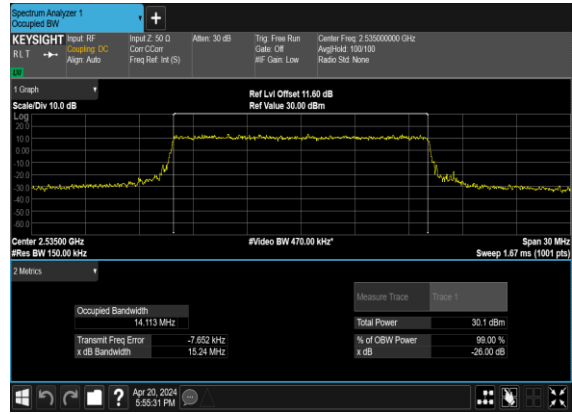 Spectrum Analyzer 1
Occupied BW
+
KEYSIGHT Input: RF Input Z: 50 Ω Atten: 30 dB Trig: Free Run Center Freq: 2.535000000 GHz
RLT Coupling: DC Corr CCorr Gate: Off Avg|Hold: 100/100
Align: Auto Freq Ref: Int (S) #IF Gain: Low Radio Std: None
1 Graph
Ref Lvl Offset 11.60 dB
Scale/Div 10.0 dB Ref Value 30.00 dBm
Log
20.0
10.0
0.00
-10.0
-20.0
-30.0
-40.0
-50.0
-60.0
Center 2.53500 GHz #Video BW 470.00 kHz* Span 30 MHz
#Res BW 150.00 kHz Sweep 1.67 ms (1001 pts)
2 Metrics
Measure Trace Trace 1
Occupied Bandwidth
14.113 MHz Total Power 30.1 dBm
Transmit Freq Error -7.652 kHz % of OBW Power 99.00 %
x dB Bandwidth 15.24 MHz x dB -26.00 dB
? Apr 20, 2024
5:55:31 PM